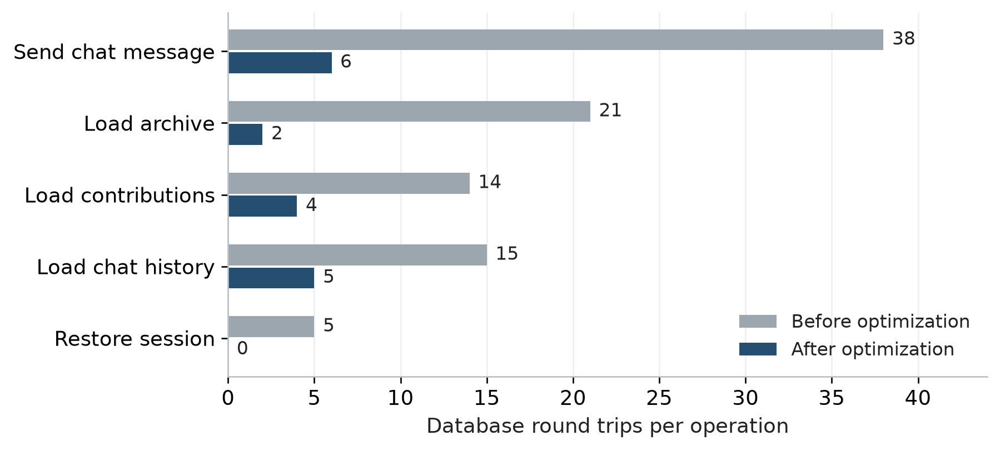 Send chat message
38
6
Load archive
21
2
Load contributions
14
4
Load chat history
15
5
Restore session
5
0
Before optimization
After optimization
0 5 10 15 20 25 30 35 40
Database round trips per operation